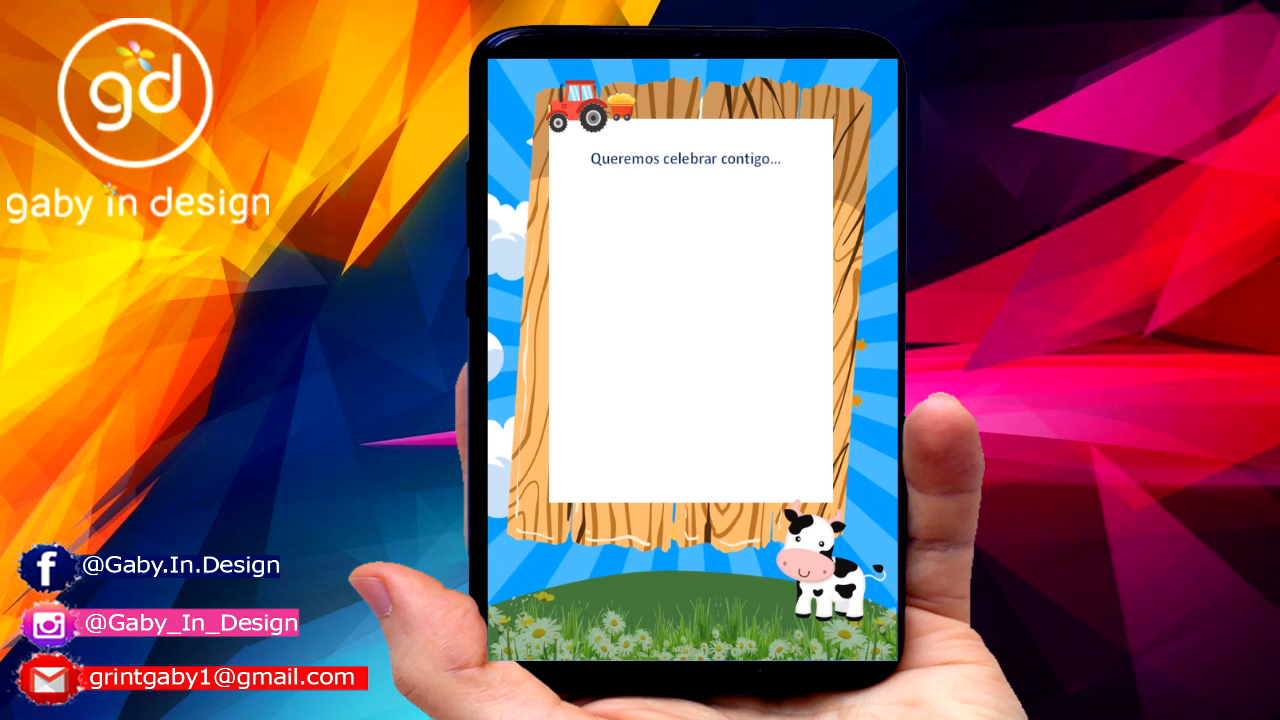 gd
gaby in design
Queremos celebrar contigo...
@Gaby.In.Design
@Gaby_In_Design
grintgaby1@gmail.com